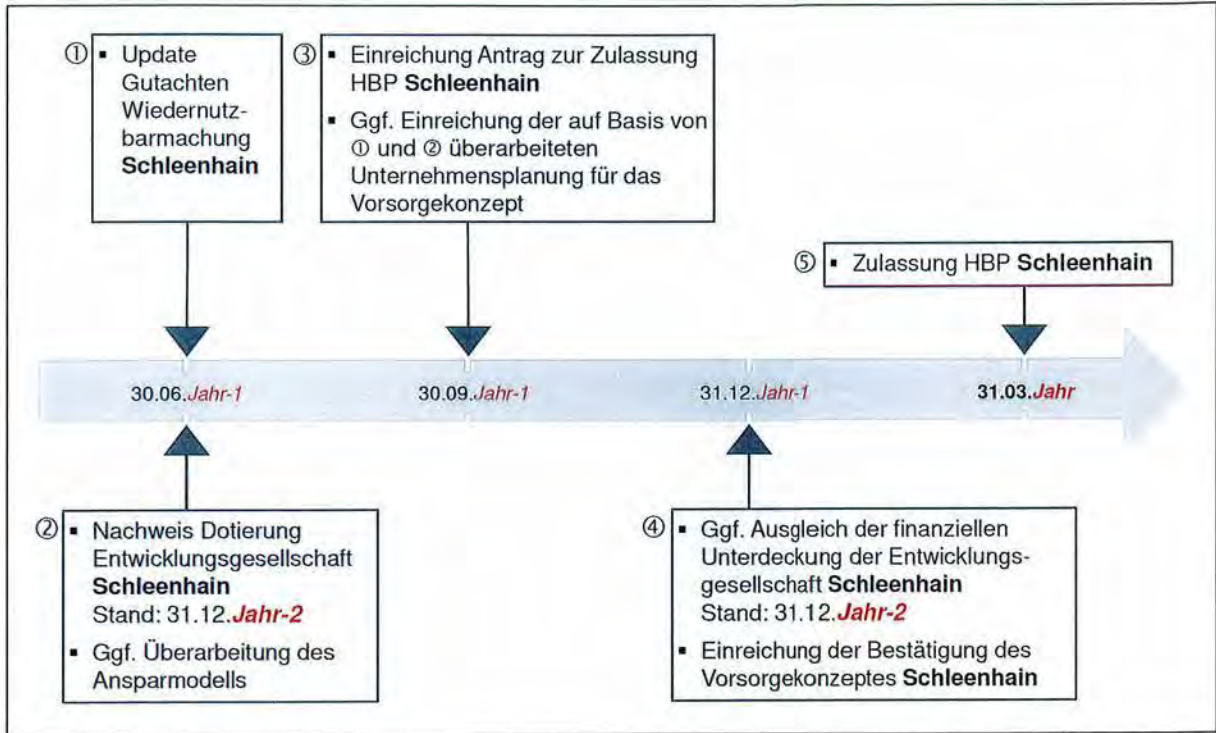 ① ▪ Update
Gutachten
Wiedernutz-
barmachung
Schleenhain
③ ▪ Einreichung Antrag zur Zulassung
HBP Schleenhain
▪ Ggf. Einreichung der auf Basis von
① und ② überarbeiteten
Unternehmensplanung für das
Vorsorgekonzept
⑤ ▪ Zulassung HBP Schleenhain
30.06.Jahr-1
30.09.Jahr-1
31.12.Jahr-1
31.03.Jahr
② ▪ Nachweis Dotierung
Entwicklungsgesellschaft
Schleenhain
Stand: 31.12.Jahr-2
▪ Ggf. Überarbeitung des
Ansparmodells
④ ▪ Ggf. Ausgleich der finanziellen
Unterdeckung der Entwicklungs-
gesellschaft Schleenhain
Stand: 31.12.Jahr-2
▪ Einreichung der Bestätigung des
Vorsorgekonzeptes Schleenhain